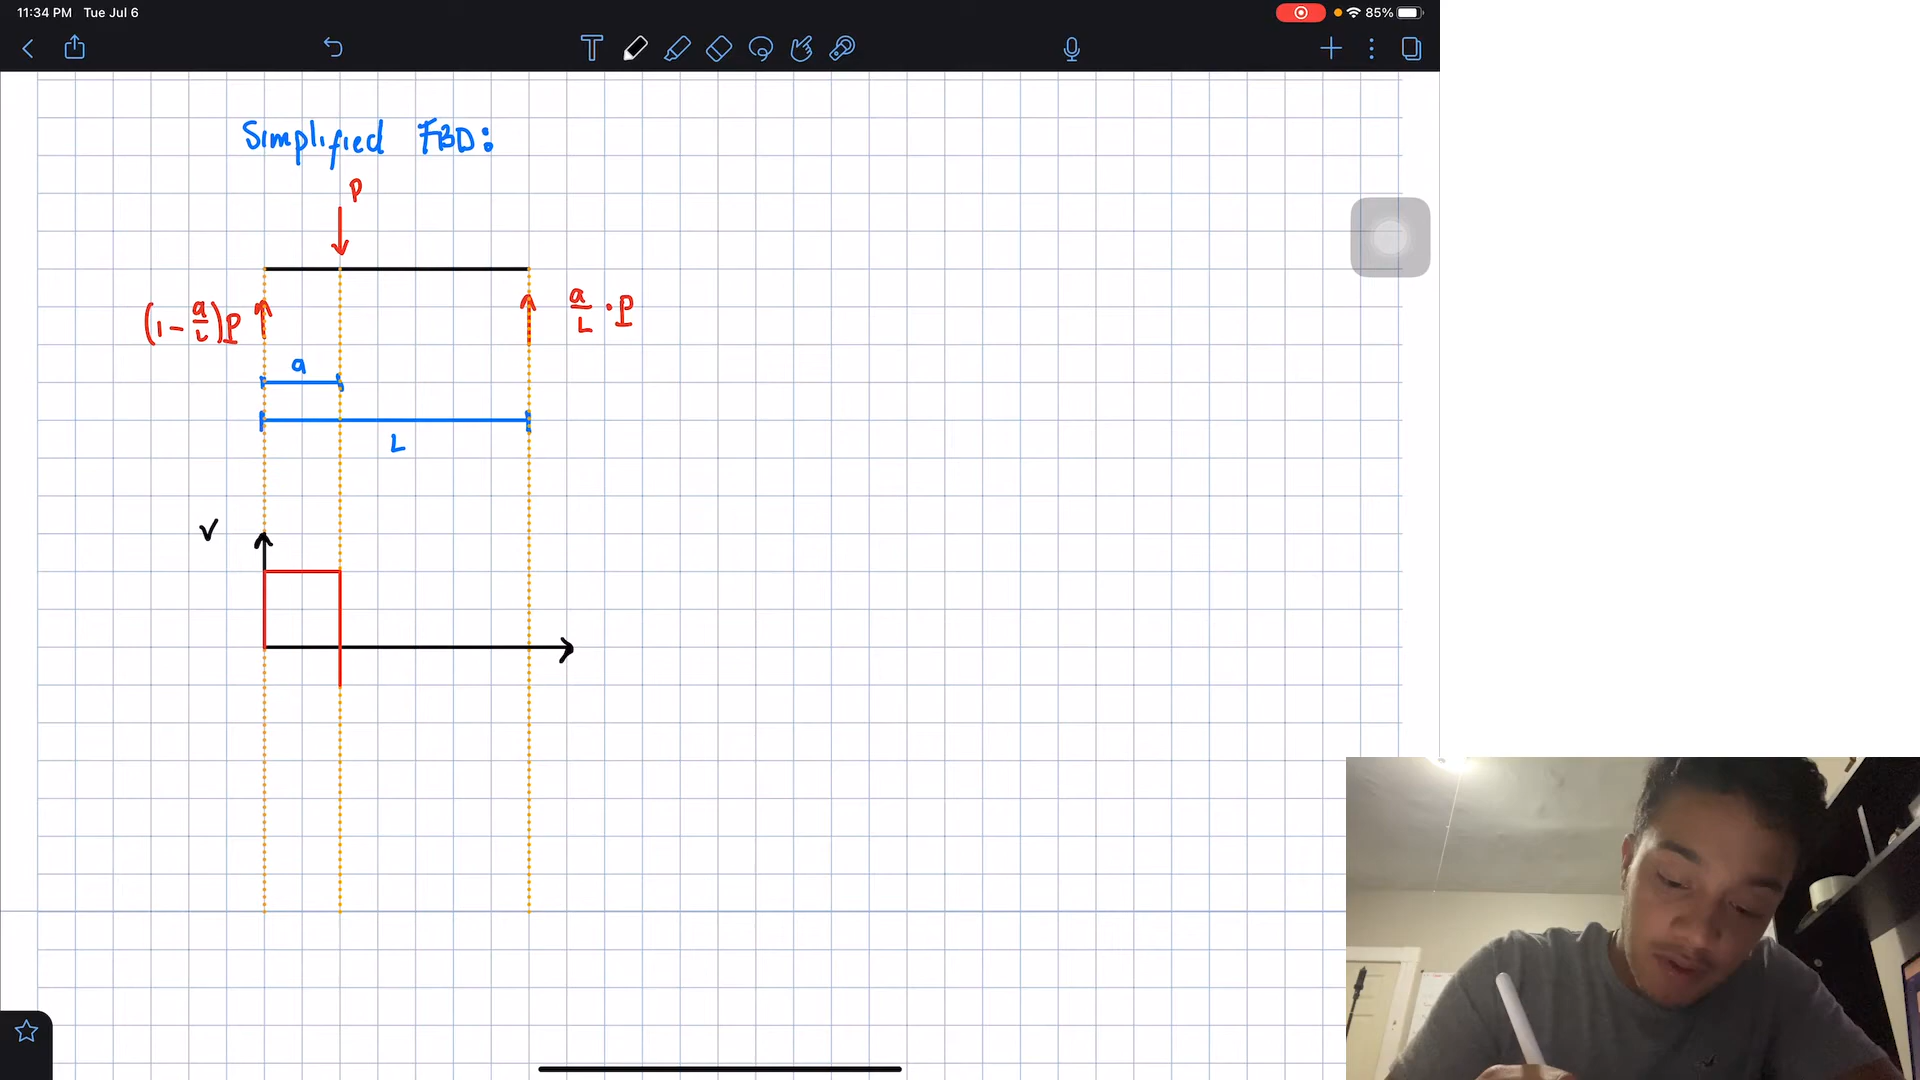 11:34 PM Tue Jul 6
85%
Simplified FBD:
P
(1 - a/L)P
a/L · P
a
L
V